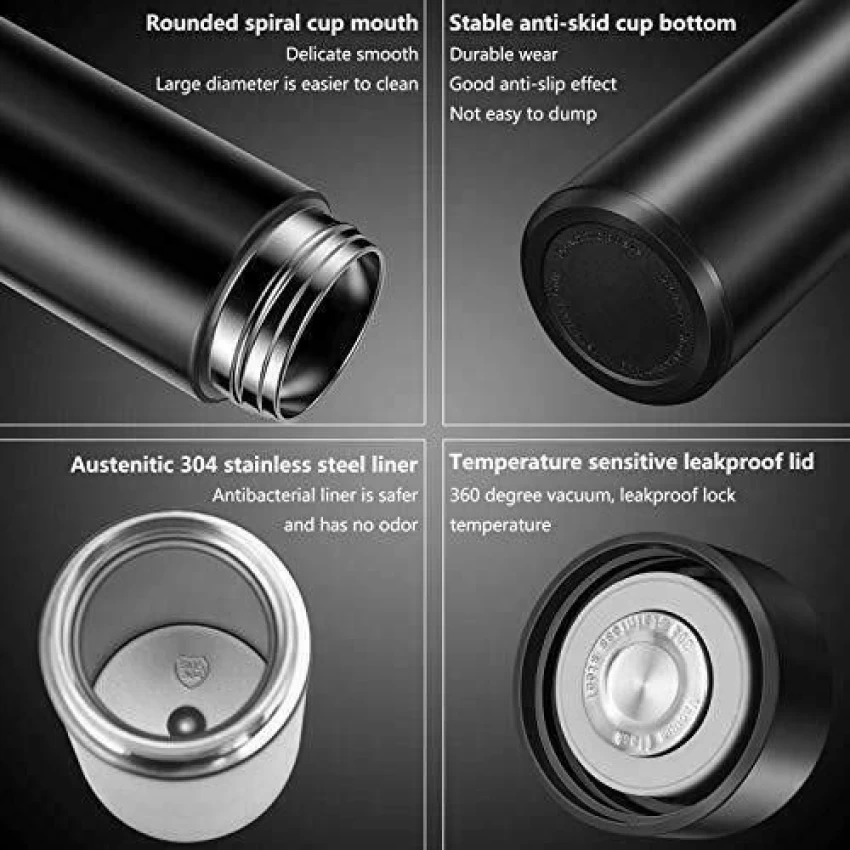 Rounded spiral cup mouth
Delicate smooth
Large diameter is easier to clean
Stable anti-skid cup bottom
Durable wear
Good anti-slip effect
Not easy to dump
Austenitic 304 stainless steel liner
Antibacterial liner is safer
and has no odor
Temperature sensitive leakproof lid
360 degree vacuum, leakproof lock
temperature
304 stainless steel